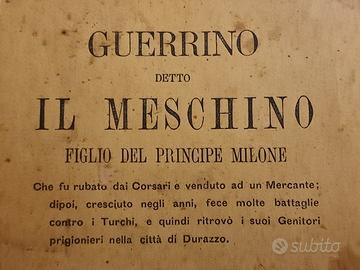 GUERRINO
DETTO
IL MESCHINO
FIGLIO DEL PRINCIPE MILONE
Che fu rubato dai Corsari e venduto ad un Mercante;
dipoi, cresciuto negli anni, fece molte battaglie
contro i Turchi, e quindi ritrovò i suoi Genitori
prigionieri nella città di Durazzo.
subito